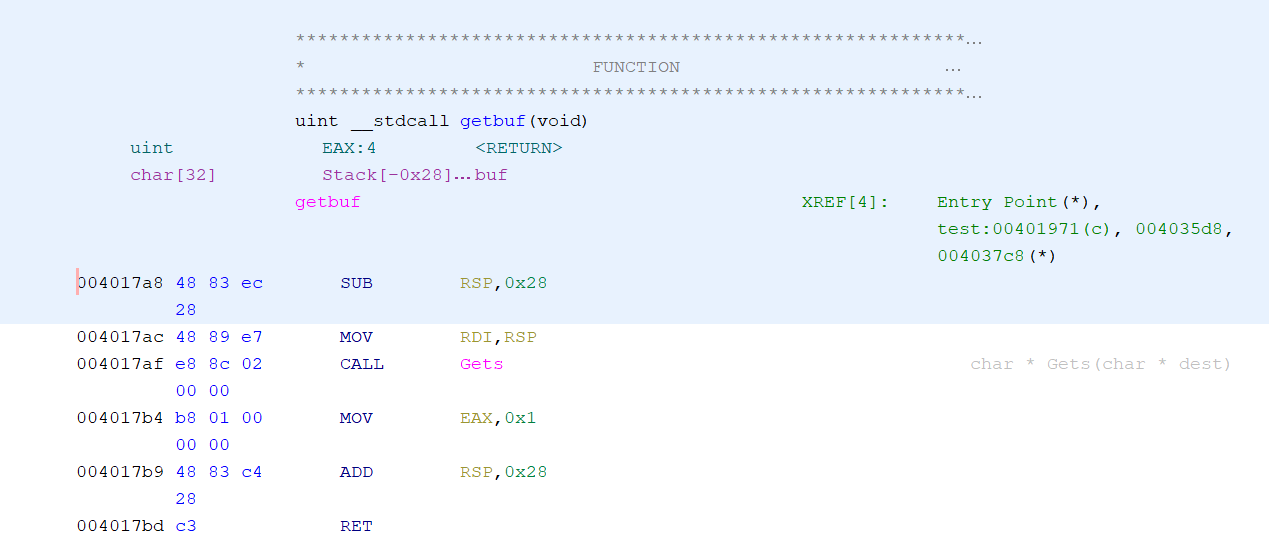 *************************************************************...
* FUNCTION ...
*************************************************************...
uint __stdcall getbuf(void)
uint EAX:4 <RETURN>
char[32] Stack[-0x28]... buf
getbuf XREF[4]: Entry Point(*),
test:00401971(c), 004035d8,
004037c8(*)
004017a8 48 83 ec SUB RSP,0x28
28
004017ac 48 89 e7 MOV RDI,RSP
004017af e8 8c 02 CALL Gets char * Gets(char * dest)
00 00
004017b4 b8 01 00 MOV EAX,0x1
00 00
004017b9 48 83 c4 ADD RSP,0x28
28
004017bd c3 RET